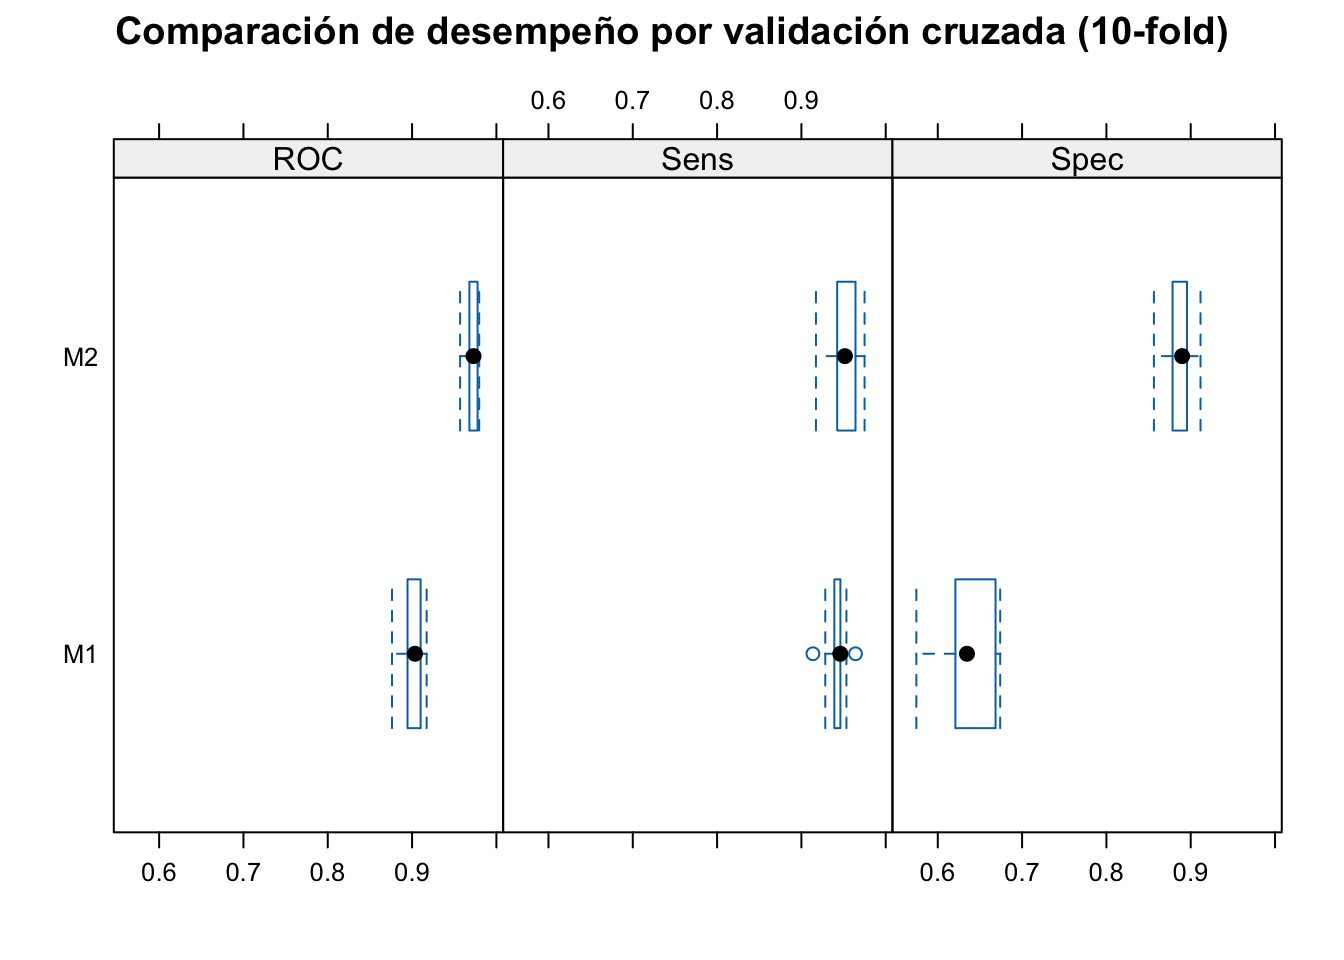 Comparación de desempeño por validación cruzada (10-fold)
0.6 0.7 0.8 0.9
ROC Sens Spec
M2
M1
0.6 0.7 0.8 0.9 0.6 0.7 0.8 0.9